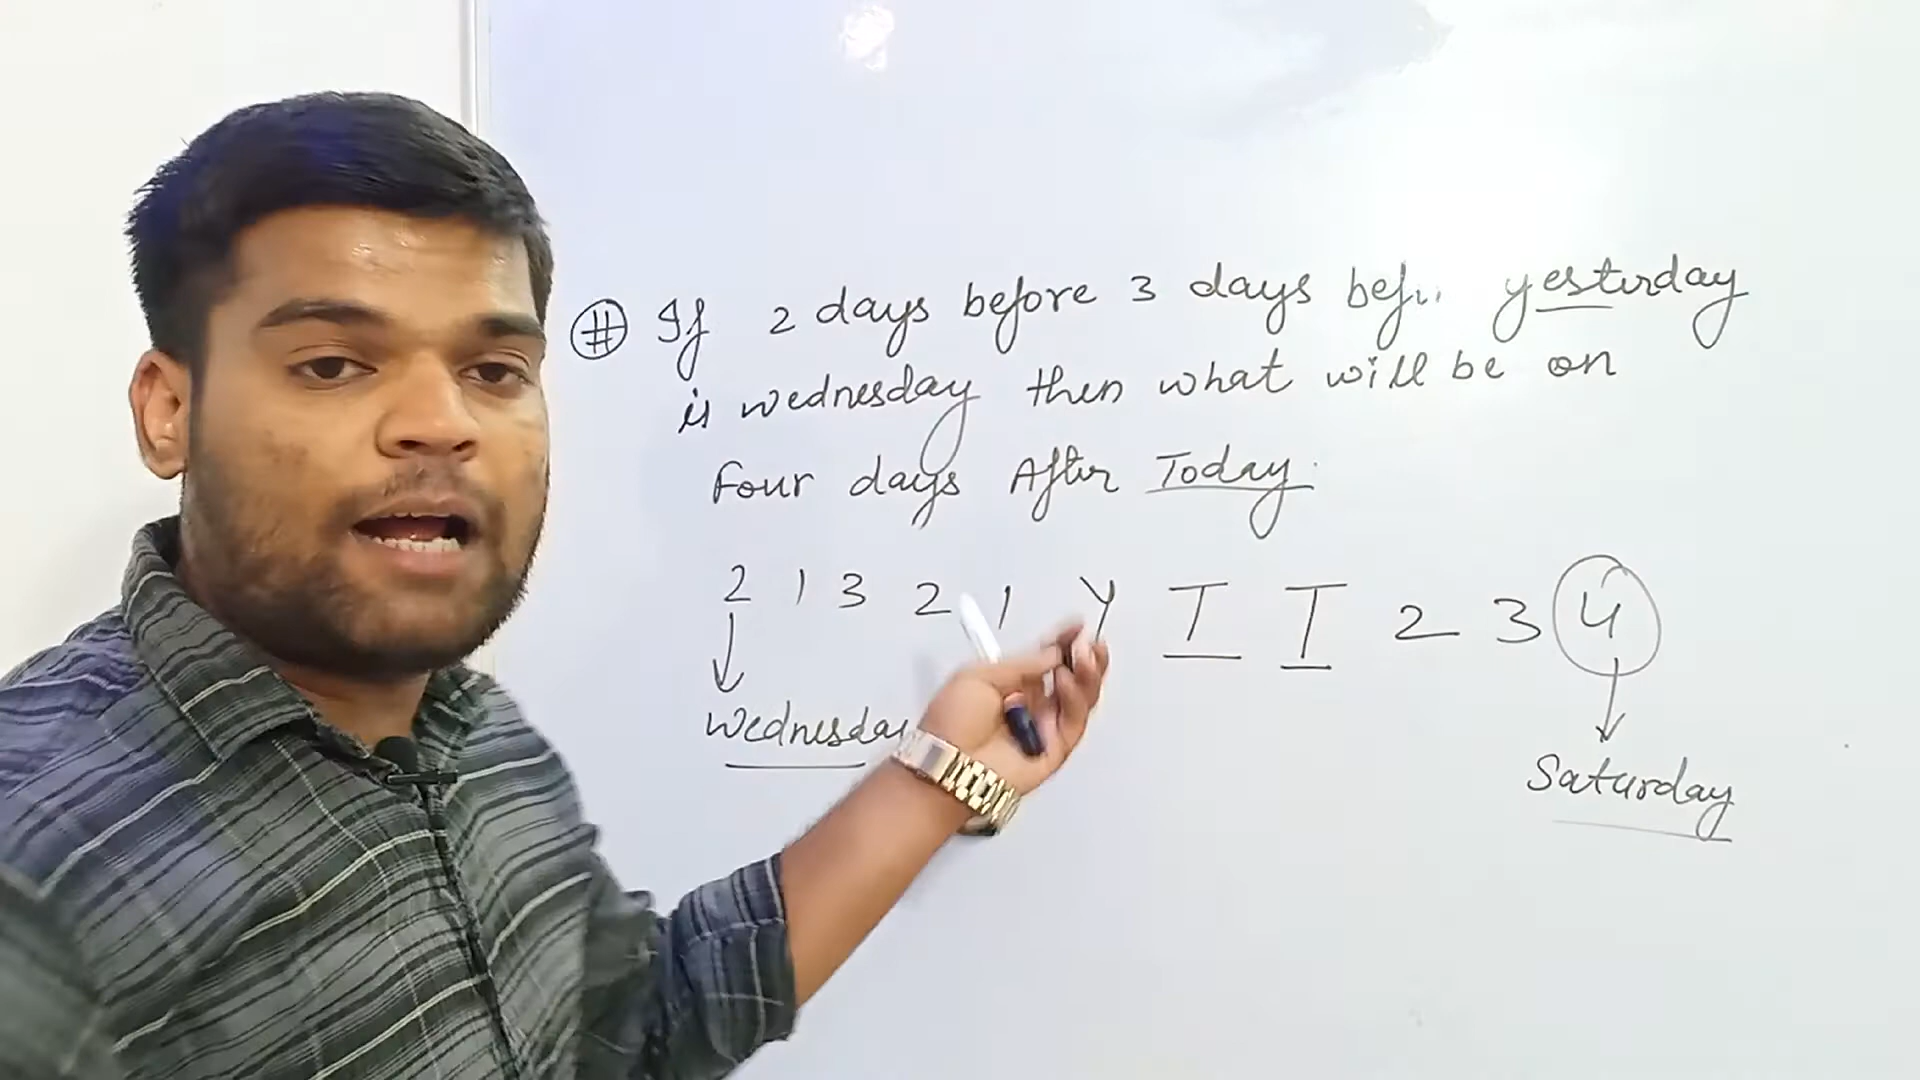 # If 2 days before 3 days yesterday
is wednesday then what will be on
Four days After Today.
2 1 3 2 1 Y T T 2 3 4
Wednesday Saturday